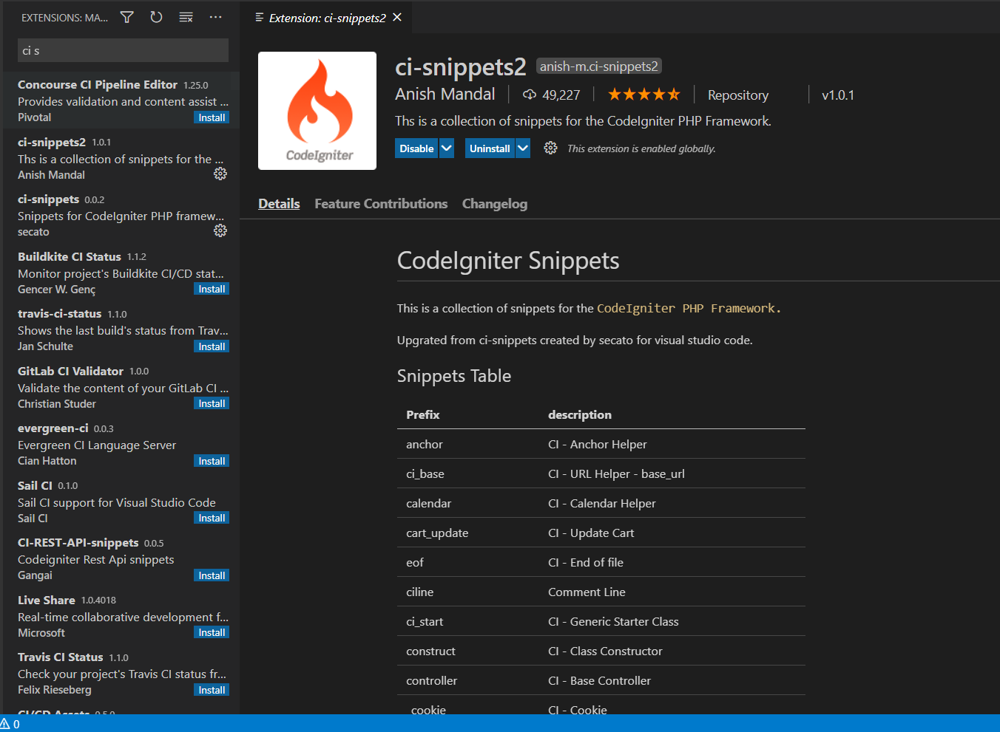 EXTENSIONS: MA...
ci s
Concourse CI Pipeline Editor 1.25.0
Provides validation and content assist ...
Pivotal
Install
ci-snippets2 1.0.1
Ths is a collection of snippets for the ...
Anish Mandal
ci-snippets 0.0.2
Snippets for CodeIgniter PHP framew...
secato
Buildkite CI Status 1.1.2
Monitor project's Buildkite CI/CD stat...
Gencer W. Genç
Install
travis-ci-status 1.1.0
Shows the last build's status from Trav...
Jan Schulte
Install
GitLab CI Validator 1.0.0
Validate the content of your GitLab CI ...
Christian Studer
Install
evergreen-ci 0.0.3
Evergreen CI Language Server
Cian Hatton
Install
Sail CI 0.1.0
Sail CI support for Visual Studio Code
Sail CI
Install
CI-REST-API-snippets 0.0.5
Codeigniter Rest Api snippets
Gangai
Install
Live Share 1.0.4018
Real-time collaborative development f...
Microsoft
Install
Travis CI Status 1.1.0
Check your project's Travis CI status fr...
Felix Rieseberg
Install
CI/CD Assets 0.5.0
0
Extension: ci-snippets2
CodeIgniter
ci-snippets2 anish-m.ci-snippets2
Anish Mandal 49,227 Repository v1.0.1
Ths is a collection of snippets for the CodeIgniter PHP Framework.
Disable Uninstall This extension is enabled globally.
Details Feature Contributions Changelog
CodeIgniter Snippets
This is a collection of snippets for the CodeIgniter PHP Framework.
Upgrated from ci-snippets created by secato for visual studio code.
Snippets Table
Prefix description
anchor CI - Anchor Helper
ci_base CI - URL Helper - base_url
calendar CI - Calendar Helper
cart_update CI - Update Cart
eof CI - End of file
ciline Comment Line
ci_start CI - Generic Starter Class
construct CI - Class Constructor
controller CI - Base Controller
cookie CI - Cookie